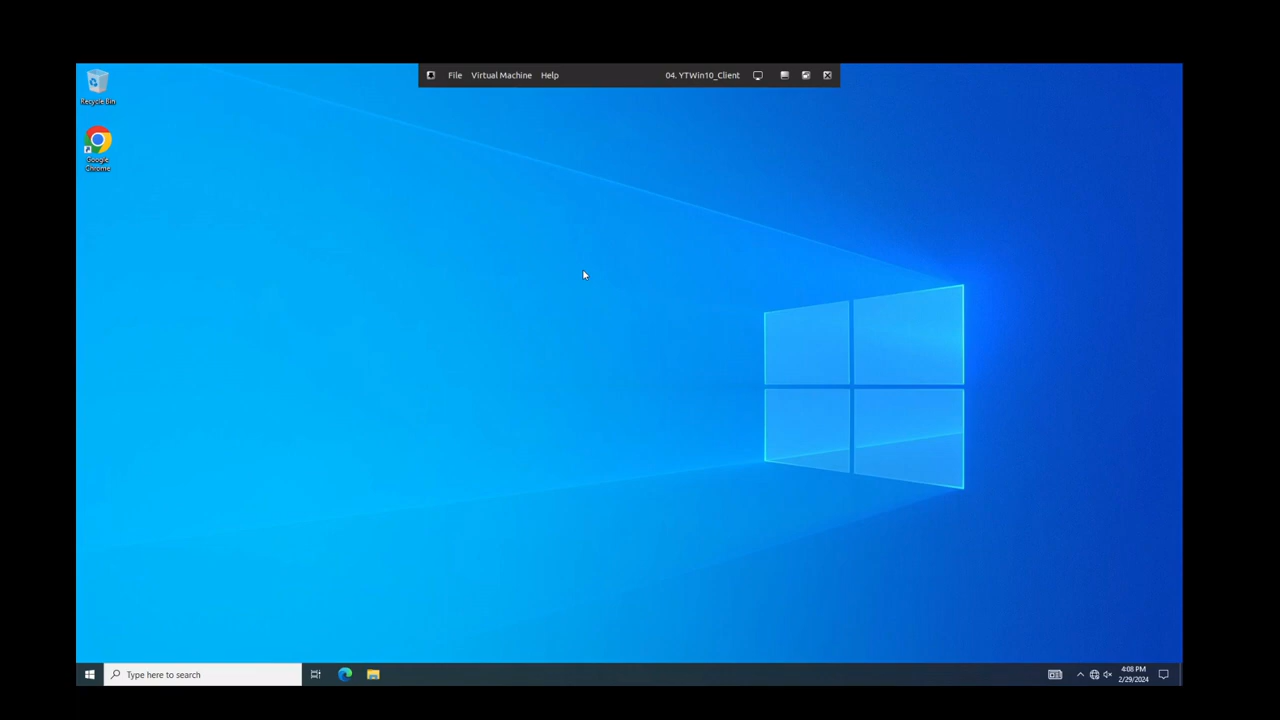 File Virtual Machine Help 04. YTWin10_Client
Recycle Bin
Google
Chrome
Type here to search
4:08 PM
2/29/2024